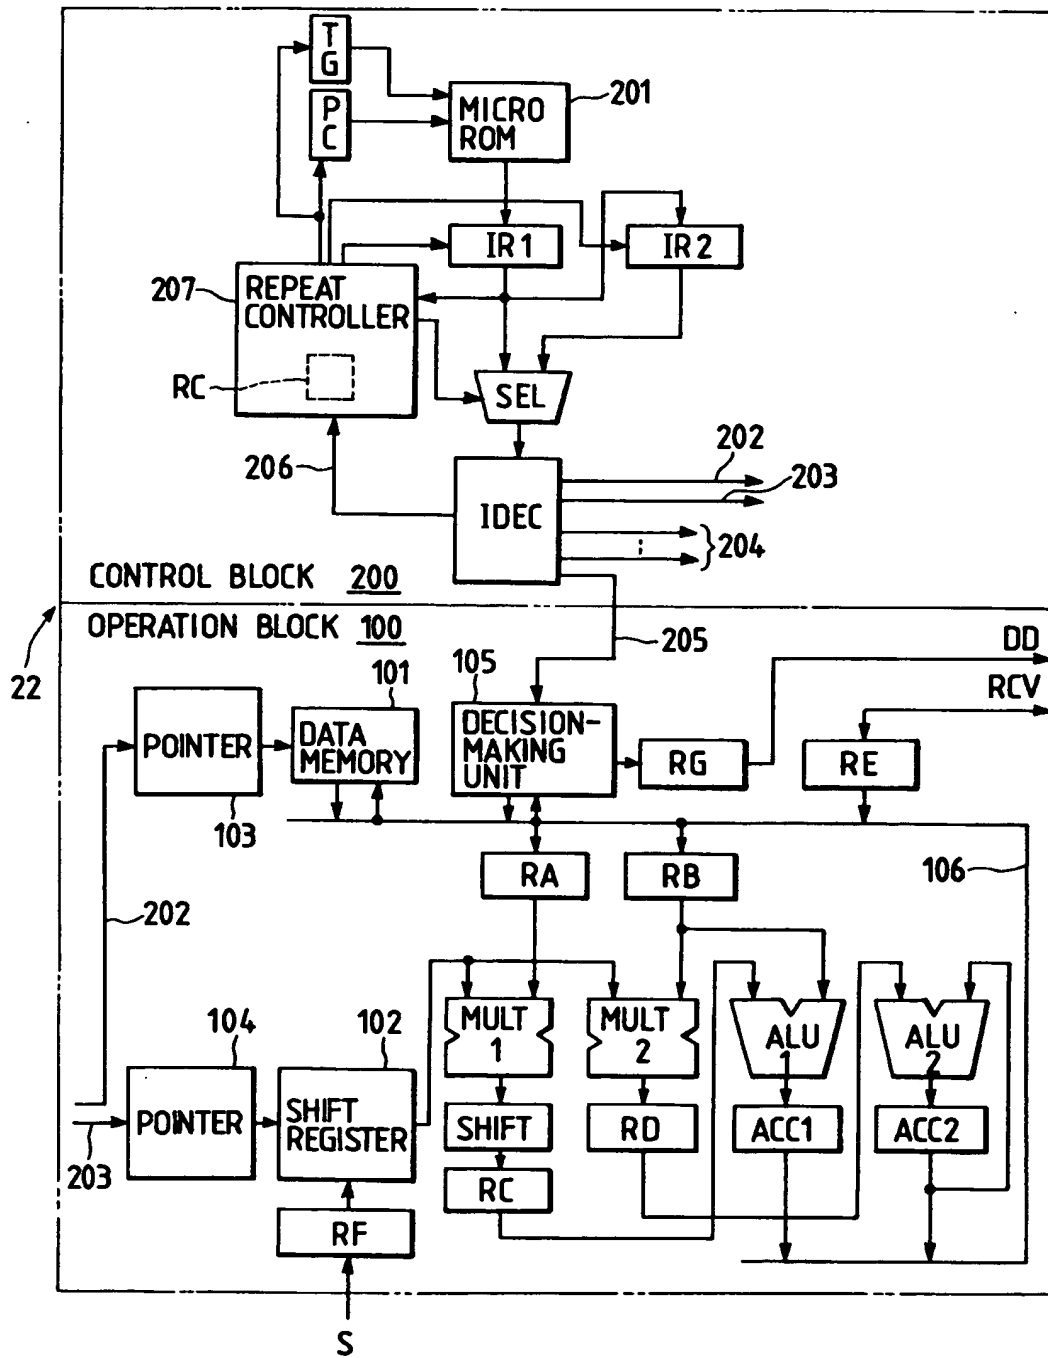 T
G
P
C
MICRO
ROM
201
IR1
IR2
207
REPEAT
CONTROLLER
RC
SEL
206
IDEC
202
203
204
CONTROL BLOCK 200
OPERATION BLOCK 100
22
205
DD
RCV
105
101
POINTER
DATA
MEMORY
DECISION-
MAKING
UNIT
RG
RE
103
RA
RB
106
202
104
102
MULT
1
MULT
2
ALU
1
ALU
2
POINTER
SHIFT
REGISTER
SHIFT
RD
ACC1
ACC2
203
RC
RF
S